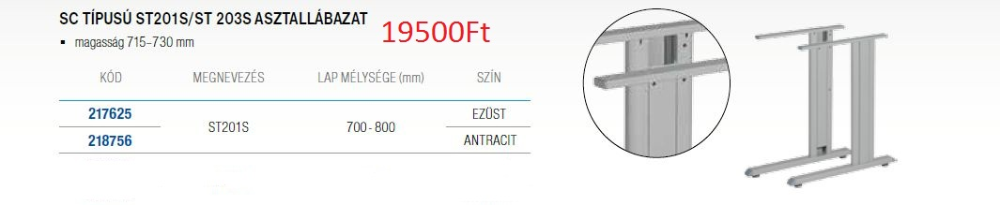 SC TÍPUSÚ ST201S/ST 203S ASZTALLÁBAZAT
19500Ft
▪ magasság 715–730 mm
KÓD MEGNEVEZÉS LAP MÉLYSÉGE (mm) SZÍN
217625 EZÜST
ST201S 700 - 800
218756 ANTRACIT